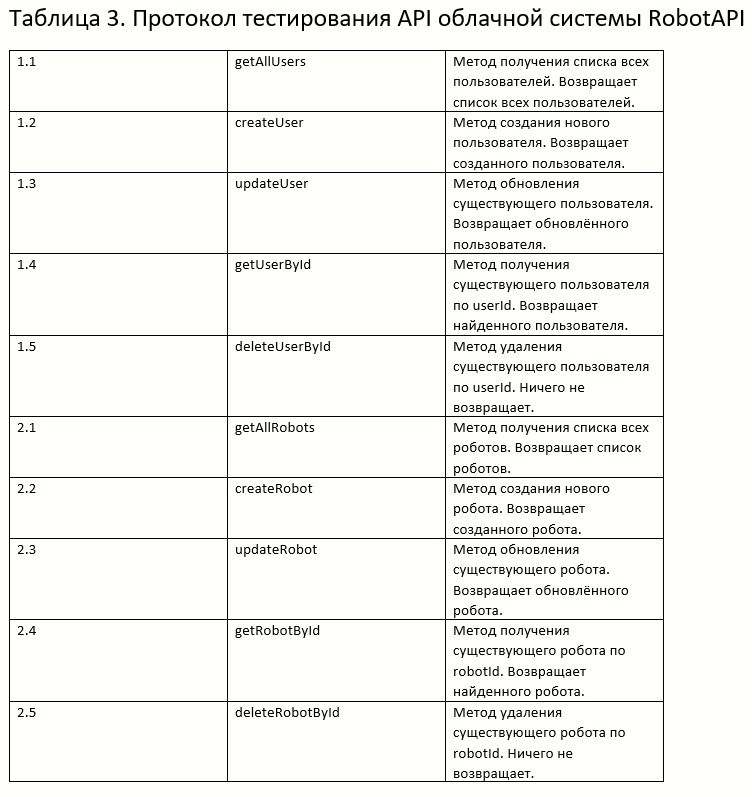 Таблица 3. Протокол тестирования API облачной системы RobotAPI
1.1 getAllUsers Метод получения списка всех
пользователей. Возвращает
список всех пользователей.
1.2 createUser Метод создания нового
пользователя. Возвращает
созданного пользователя.
1.3 updateUser Метод обновления
существующего пользователя.
Возвращает обновлённого
пользователя.
1.4 getUserById Метод получения
существующего пользователя
по userId. Возвращает
найденного пользователя.
1.5 deleteUserById Метод удаления
существующего пользователя
по userId. Ничего не
возвращает.
2.1 getAllRobots Метод получения списка всех
роботов. Возвращает список
роботов.
2.2 createRobot Метод создания нового
робота. Возвращает
созданного робота.
2.3 updateRobot Метод обновления
существующего робота.
Возвращает обновлённого
робота.
2.4 getRobotById Метод получения
существующего робота по
robotId. Возвращает
найденного робота.
2.5 deleteRobotById Метод удаления
существующего робота по
robotId. Ничего не
возвращает.